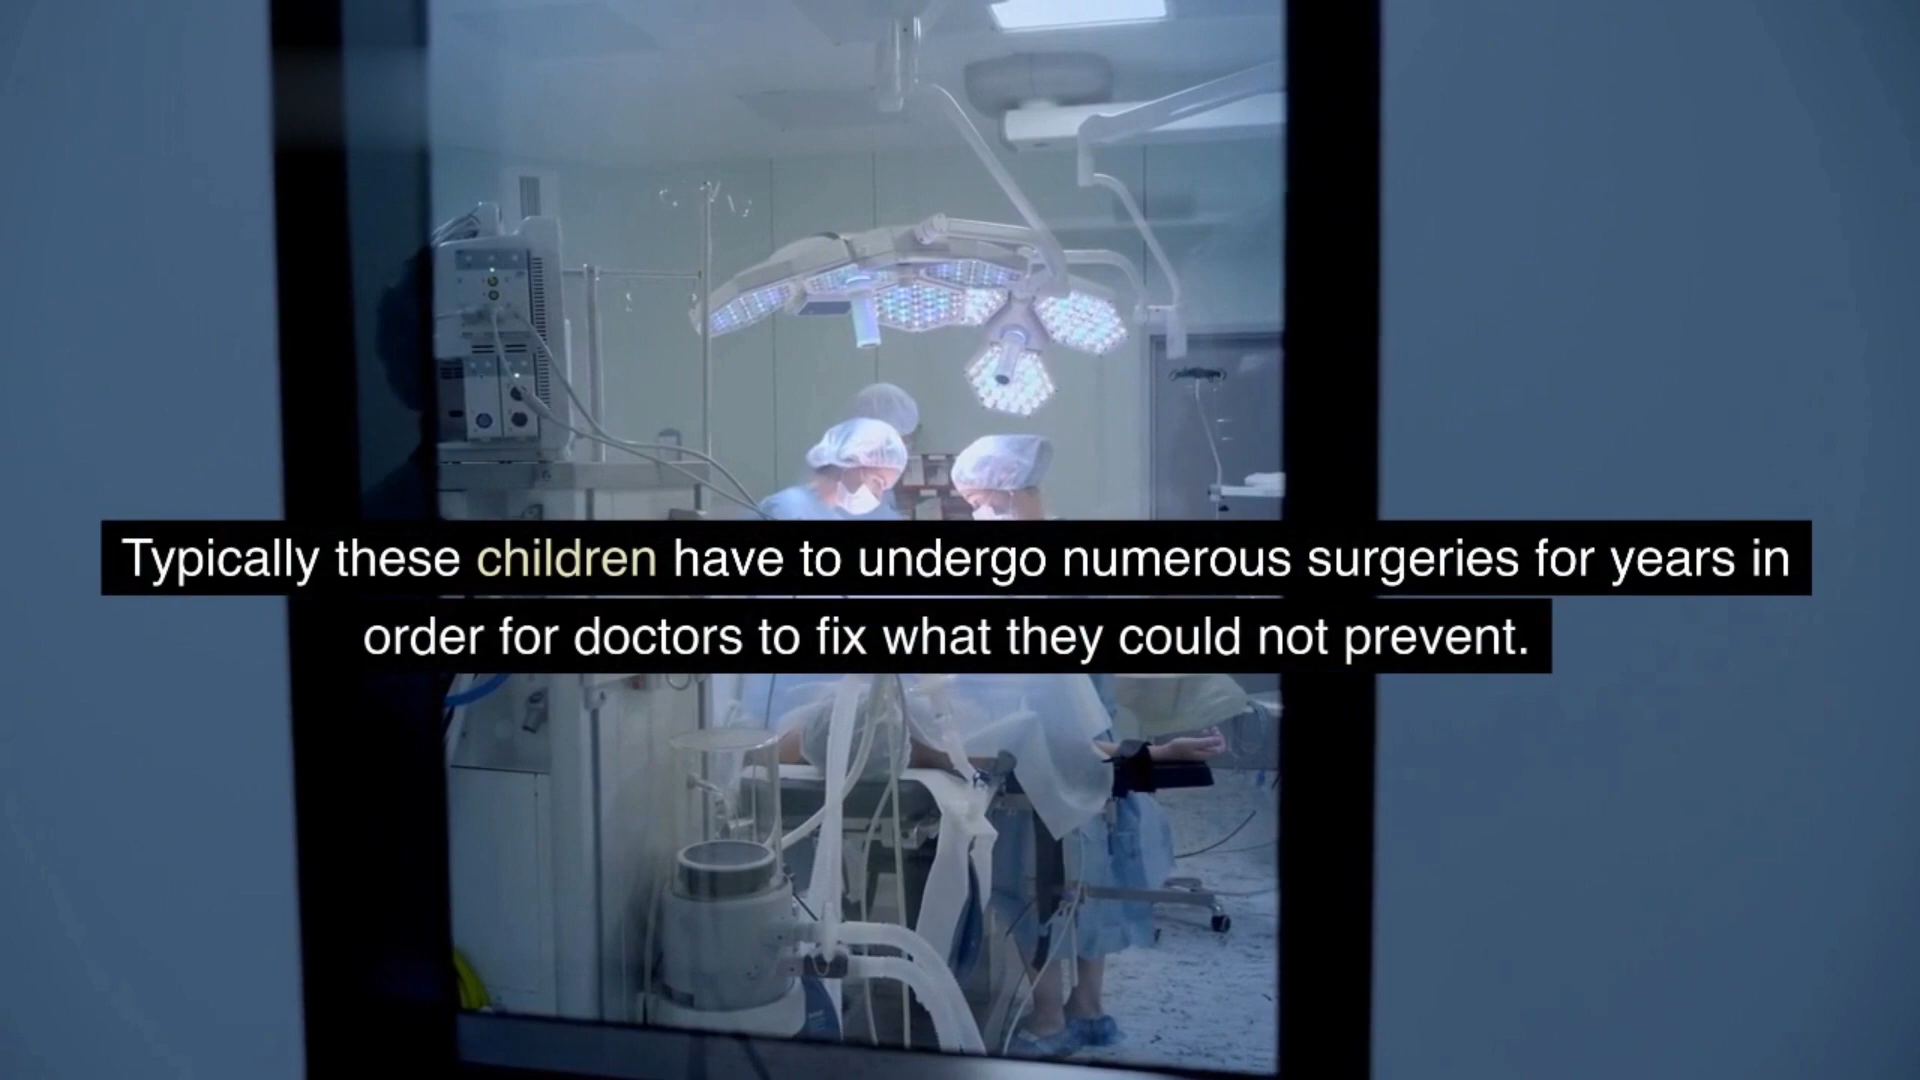 Typically these children have to undergo numerous surgeries for years in
order for doctors to fix what they could not prevent.